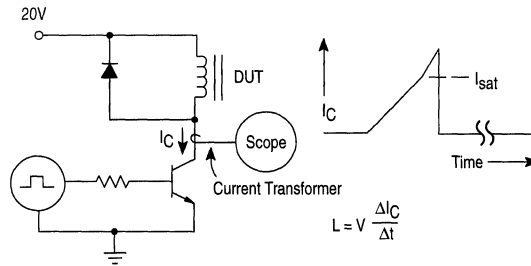 20V
DUT
I_C
Scope
Current Transformer
I_C
I_sat
Time
L = V ΔI_C / Δt